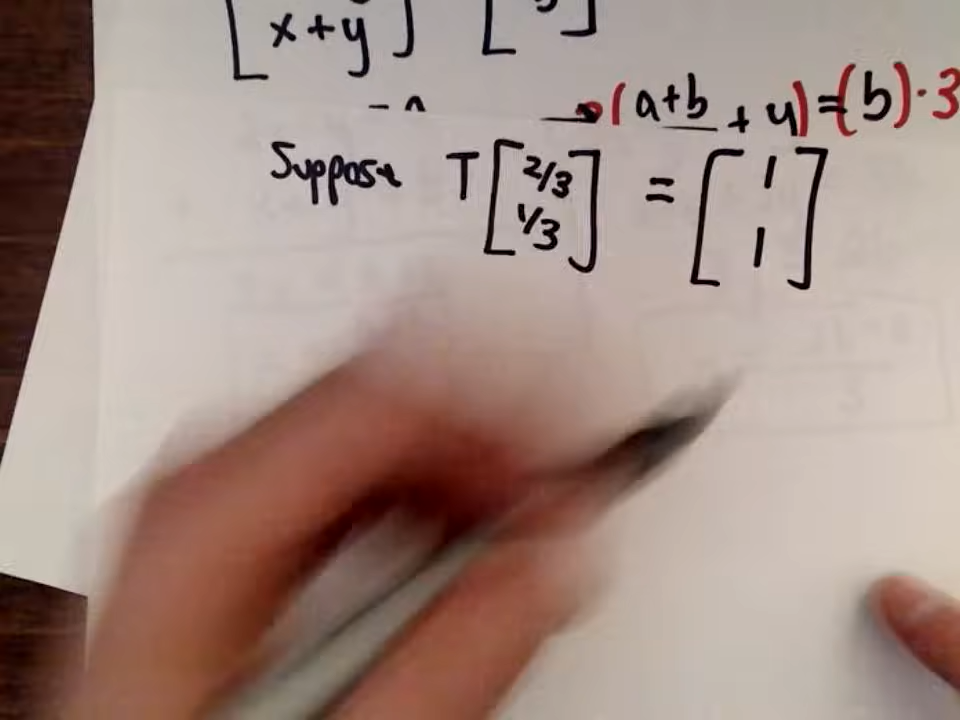 [x+y] [
(a+b + y) = (b)·3
Suppose T[2/3 1/3] = [1 1]